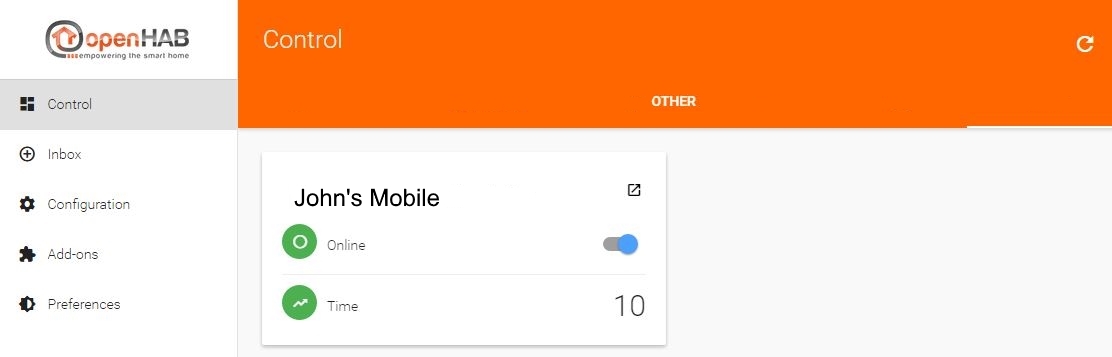 openHAB
empowering the smart home
Control
Inbox
Configuration
Add-ons
Preferences
Control
OTHER
John's Mobile
Online
Time 10